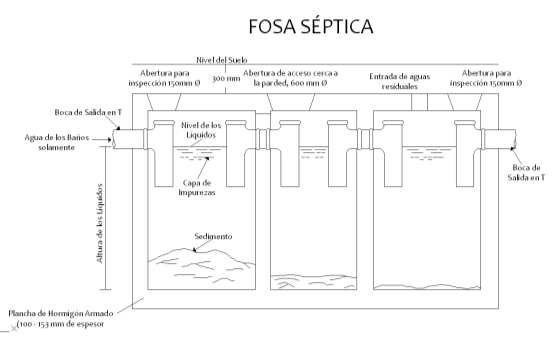 FOSA SÉPTICA
Nivel del Suelo
Abertura para
inspección 150mm Ø
300 mm
Abertura de acceso cerca a
la parded, 600 mm Ø
Entrada de aguas
residuales
Abertura para
inspección 150mm Ø
Boca de Salida en T
Agua de los Baños
solamente
Nivel de los
Líquidos
Capa de
Impurezas
Boca de
Salida en T
Altura de los Líquidos
Sedimento
Plancha de Hormigón Armado
(100 - 153 mm de espesor